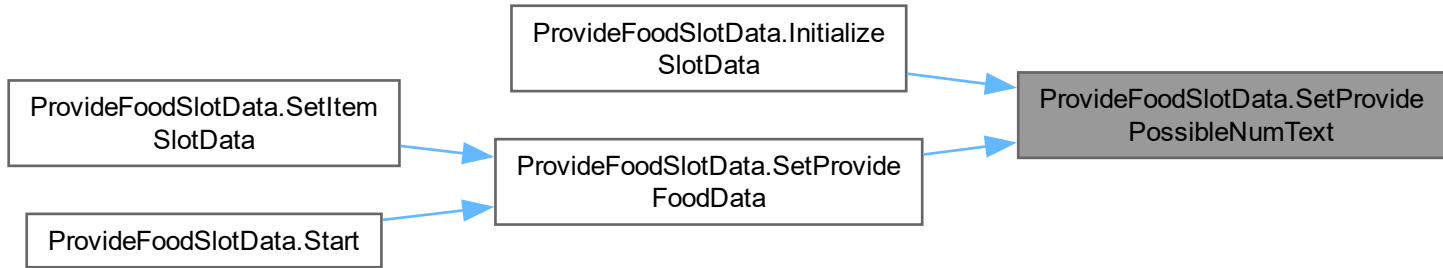 ProvideFoodSlotData.Initialize
SlotData
ProvideFoodSlotData.SetProvide
PossibleNumText
ProvideFoodSlotData.SetItem
SlotData
ProvideFoodSlotData.SetProvide
FoodData
ProvideFoodSlotData.Start